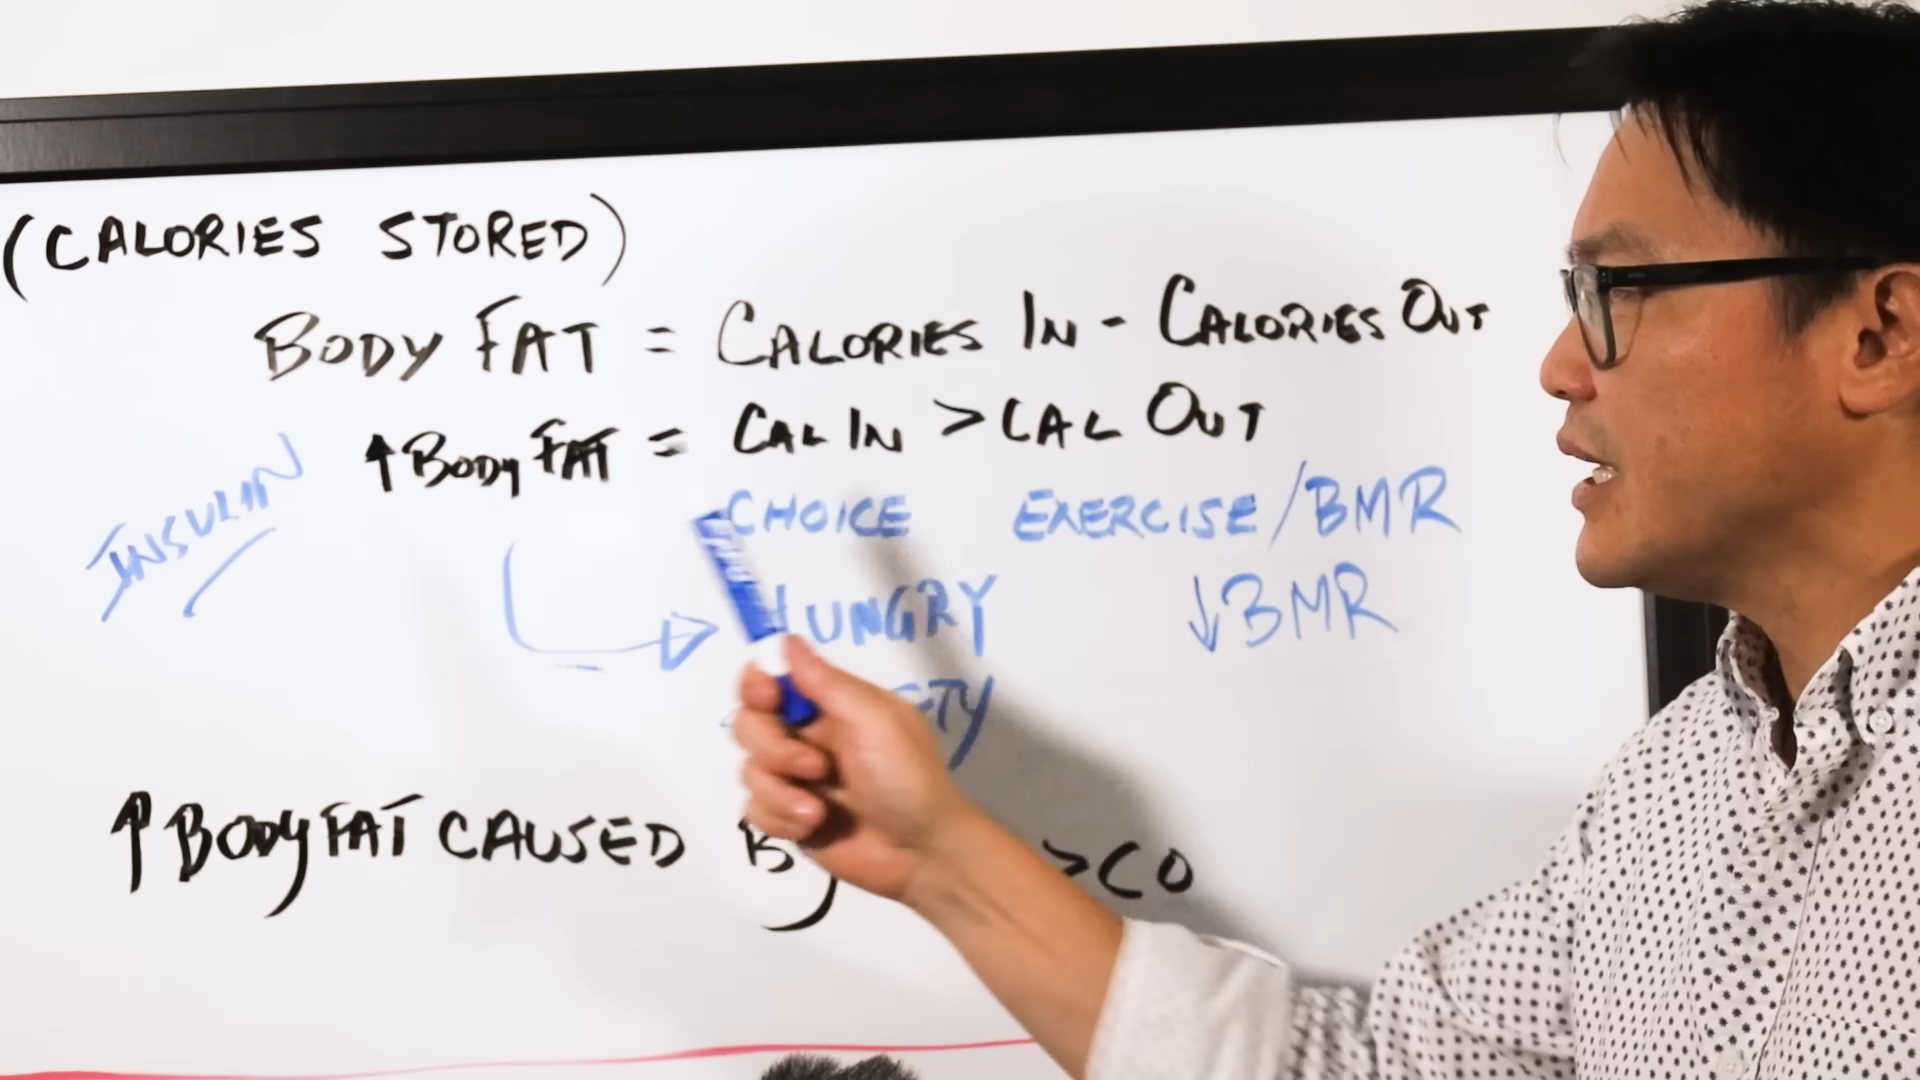 (CALORIES STORED)
BODY FAT = CALORIES IN - CALORIES OUT
↑ BODY FAT = CAL IN > CAL OUT
INSULIN
CHOICE EXERCISE/BMR
HUNGRY ↓BMR
↑ BODY FAT CAUSED By > CO